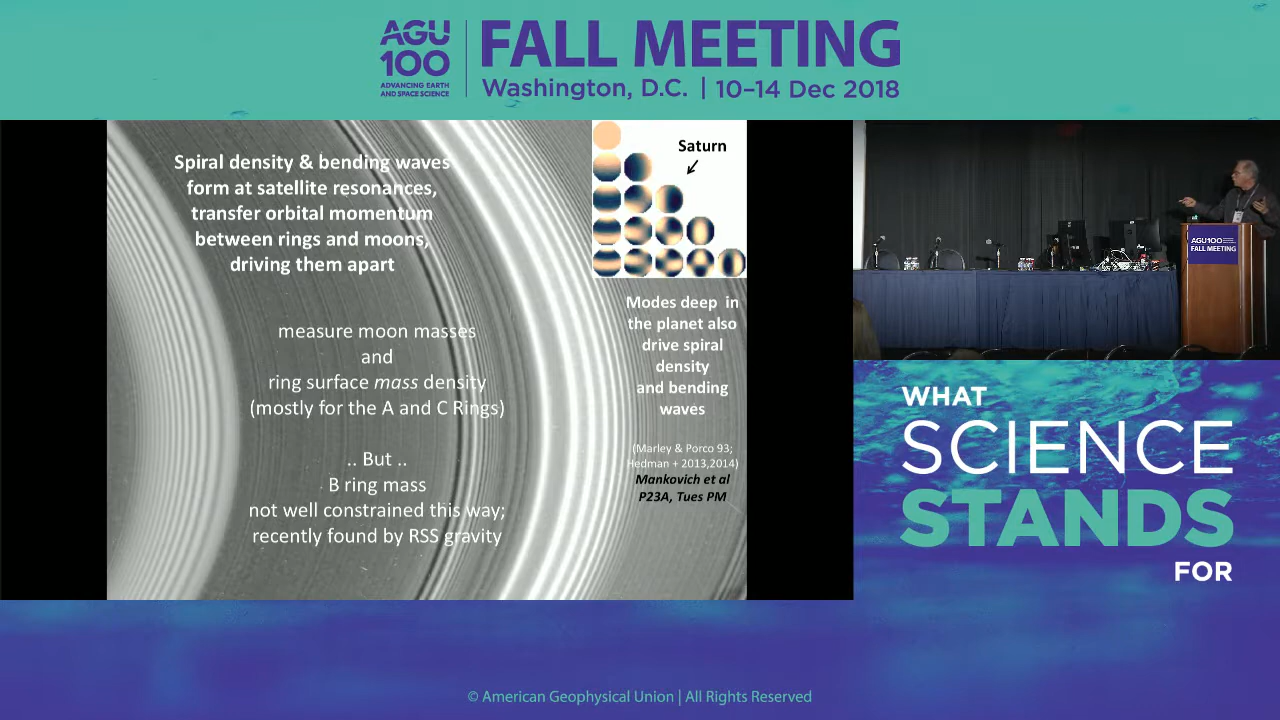 AGU
100
ADVANCING EARTH
AND SPACE SCIENCE
FALL MEETING
Washington, D.C. | 10–14 Dec 2018
Spiral density & bending waves
form at satellite resonances,
transfer orbital momentum
between rings and moons,
driving them apart
measure moon masses
and
ring surface mass density
(mostly for the A and C Rings)
.. But ..
B ring mass
not well constrained this way;
recently found by RSS gravity
Saturn
Modes deep in
the planet also
drive spiral
density
and bending
waves
(Marley & Porco 93;
Hedman + 2013,2014)
Mankovich et al
P23A, Tues PM
AGU100
FALL MEETING
WHAT
SCIENCE
STANDS
FOR
© American Geophysical Union | All Rights Reserved